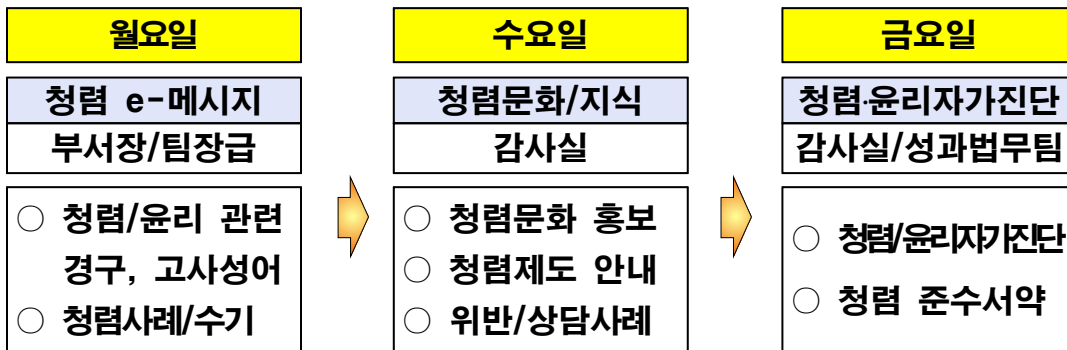 월요일
청렴 e-메시지
부서장/팀장급
○ 청렴/윤리 관련
경구, 고사성어
○ 청렴사례/수기
수요일
청렴문화/지식
감사실
○ 청렴문화 홍보
○ 청렴제도 안내
○ 위반/상담사례
금요일
청렴·윤리자가진단
감사실/성과법무팀
○ 청렴/윤리자가진단
○ 청렴 준수서약